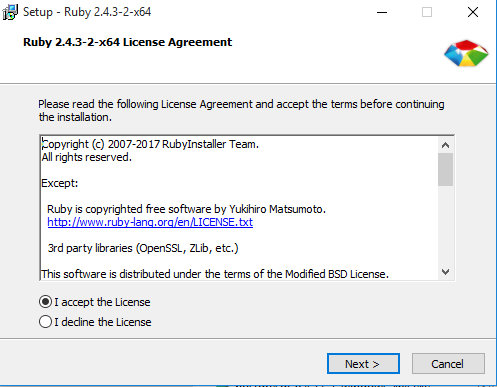 Setup - Ruby 2.4.3-2-x64
Ruby 2.4.3-2-x64 License Agreement
Please read the following License Agreement and accept the terms before continuing
the installation.
Copyright (c) 2007-2017 RubyInstaller Team.
All rights reserved.
Except:
Ruby is copyrighted free software by Yukihiro Matsumoto.
http://www.ruby-lang.org/en/LICENSE.txt
3rd party libraries (OpenSSL, ZLib, etc.)
This software is distributed under the terms of the Modified BSD License.
I accept the License
I decline the License
Next >
Cancel